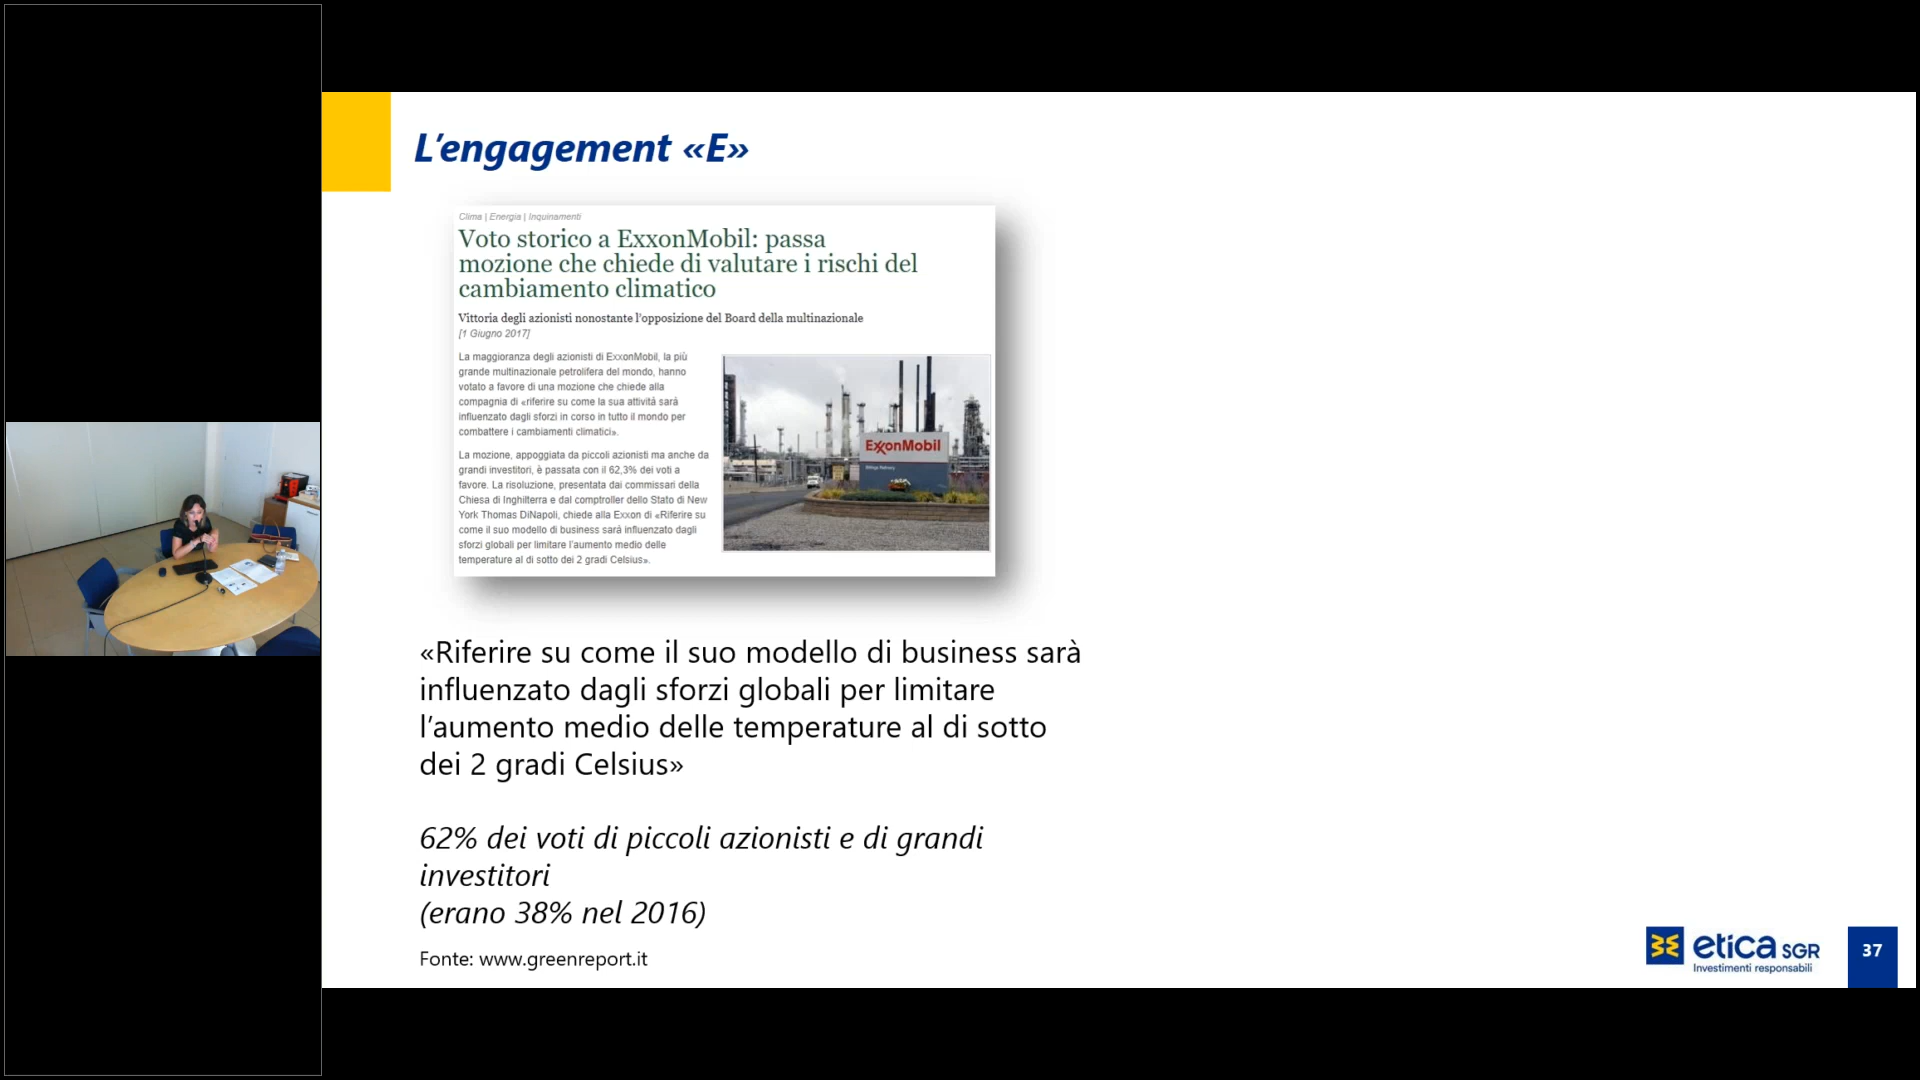 L'engagement «E»
Clima | Energia | Inquinamenti
Voto storico a ExxonMobil: passa
mozione che chiede di valutare i rischi del
cambiamento climatico
Vittoria degli azionisti nonostante l'opposizione del Board della multinazionale
[1 Giugno 2017]
La maggioranza degli azionisti di ExxonMobil, la più
grande multinazionale petrolifera del mondo, hanno
votato a favore di una mozione che chiede alla
compagnia di «riferire su come la sua attività sarà
influenzato dagli sforzi in corso in tutto il mondo per
combattere i cambiamenti climatici».
La mozione, appoggiata da piccoli azionisti ma anche da
grandi investitori, è passata con il 62,3% dei voti a
favore. La risoluzione, presentata dai commissari della
Chiesa di Inghilterra e dal comptroller dello Stato di New
York Thomas DiNapoli, chiede alla Exxon di «Riferire su
come il suo modello di business sarà influenzato dagli
sforzi globali per limitare l'aumento medio delle
temperature al di sotto dei 2 gradi Celsius».
ExxonMobil
Billings Refinery
«Riferire su come il suo modello di business sarà
influenzato dagli sforzi globali per limitare
l'aumento medio delle temperature al di sotto
dei 2 gradi Celsius»
62% dei voti di piccoli azionisti e di grandi
investitori
(erano 38% nel 2016)
Fonte: www.greenreport.it
etica SGR
Investimenti responsabili
37